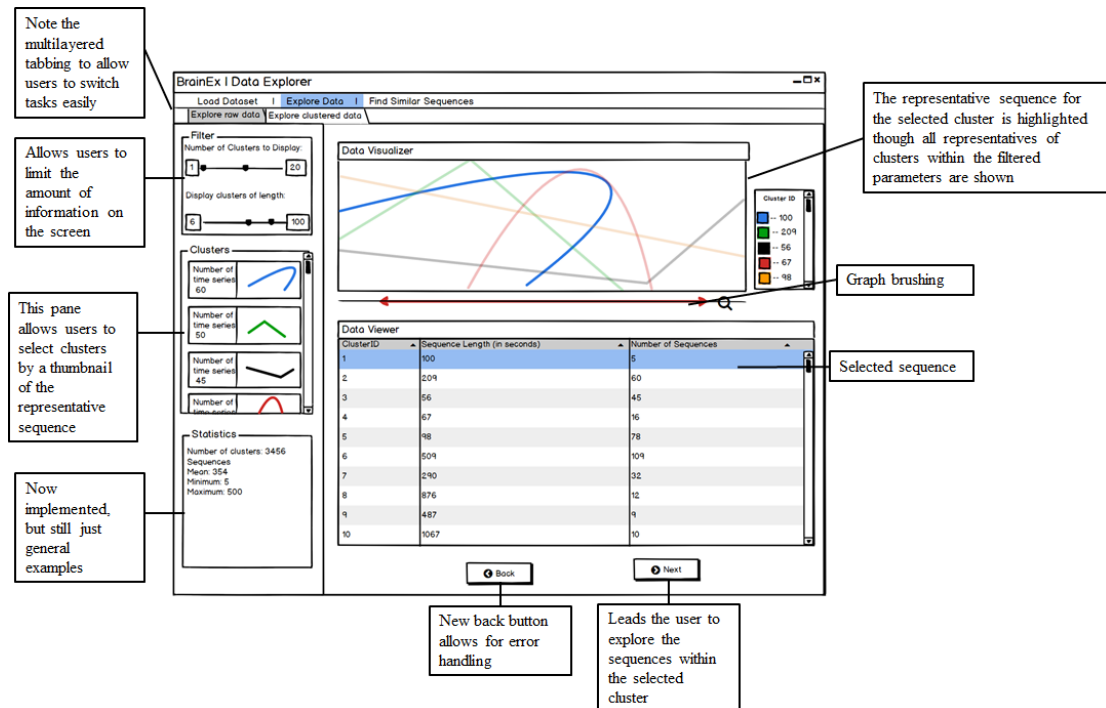 Note the
multilayered
tabbing to allow
users to switch
tasks easily
Allows users to
limit the
amount of
information on
the screen
This pane
allows users to
select clusters
by a thumbnail
of the
representative
sequence
Now
implemented,
but still just
general
examples
BrainEx | Data Explorer
Load Dataset | Explore Data | Find Similar Sequences
Explore raw data Explore clustered data
Filter
Number of Clusters to Display:
1 20
Display clusters of length:
6 100
Clusters
Number of
time series
60
Number of
time series
50
Number of
time series
45
Number of
time series
Statistics
Number of clusters: 3456
Sequences
Mean: 354
Minimum: 5
Maximum: 500
Data Visualizer
Cluster ID
-- 100
-- 209
-- 56
-- 67
-- 98
Data Viewer
ClusterID Sequence Length (in seconds) Number of Sequences
1 100 5
2 209 60
3 56 45
4 67 16
5 98 78
6 509 109
7 290 32
8 876 12
9 487 9
10 1067 10
Back
Next
The representative sequence for
the selected cluster is highlighted
though all representatives of
clusters within the filtered
parameters are shown
Graph brushing
Selected sequence
New back button
allows for error
handling
Leads the user to
explore the
sequences within
the selected
cluster